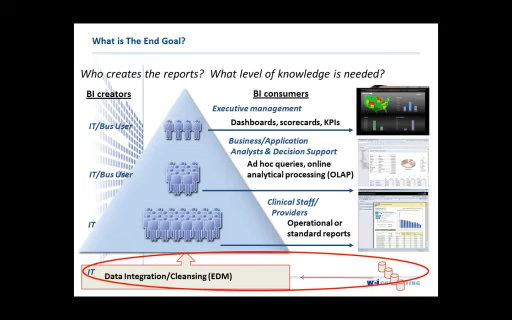 What is The End Goal?
Who creates the reports?  What level of knowledge is needed?
BI creators
BI consumers
Executive management
IT/Bus User
Dashboards, scorecards, KPIs
Business/Application
Analysts & Decision Support
IT/Bus User
Ad hoc queries, online
analytical processing (OLAP)
Clinical Staff/
Providers
IT
Operational or
standard reports
IT
Data Integration/Cleansing (EDM)